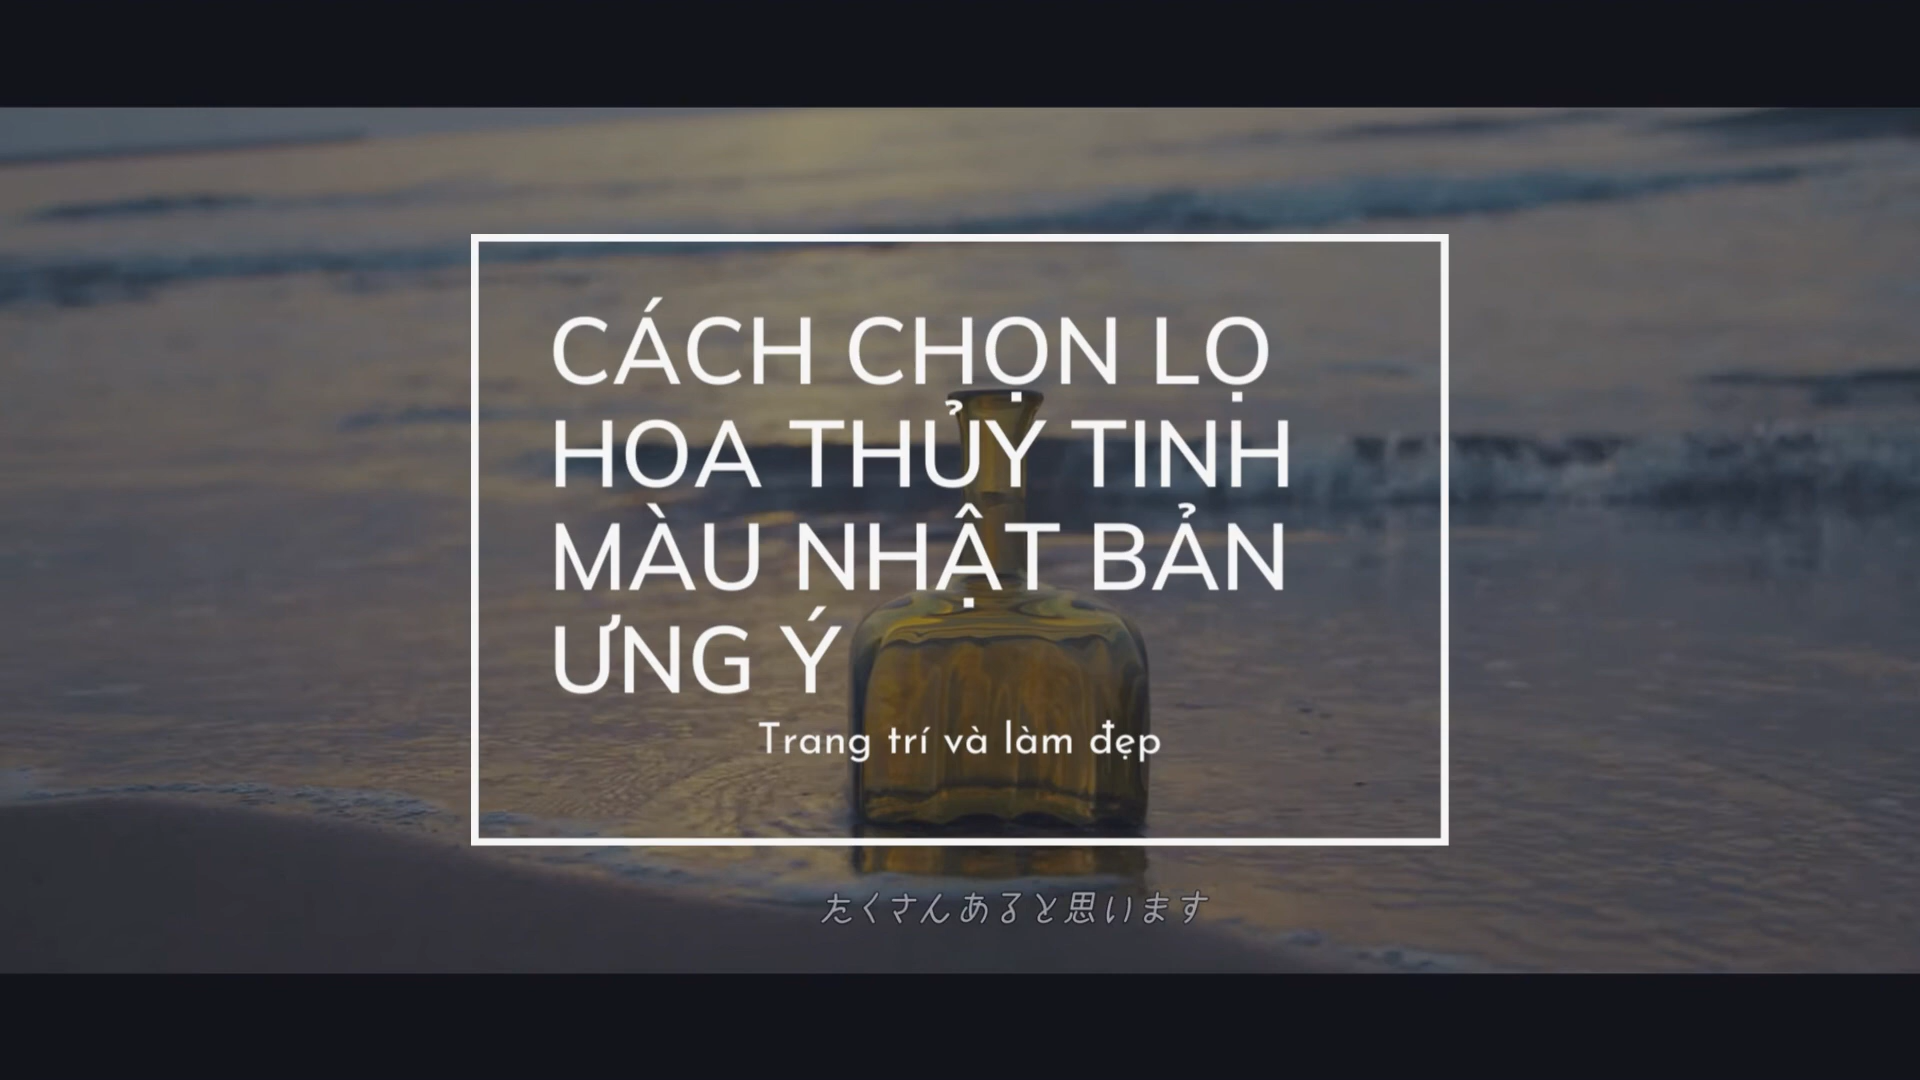 CÁCH CHỌN LỌ
HOA THỦY TINH
MÀU NHẬT BẢN
ƯNG Ý
Trang trí và làm đẹp
たくさんあると思います